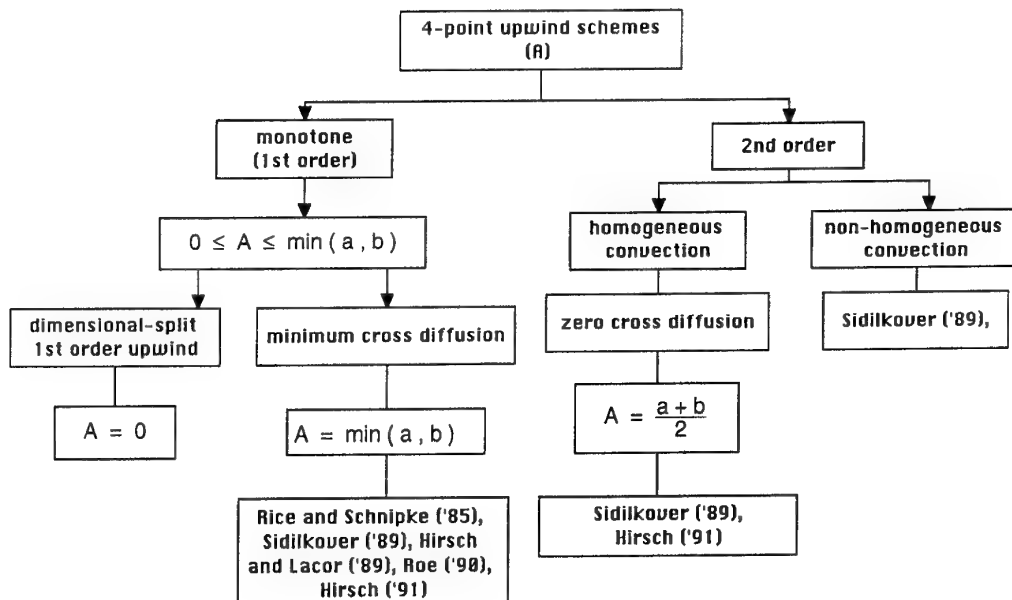 4-point upwind schemes
(A)
monotone
(1st order)
2nd order
0 ≤ A ≤ min ( a , b )
homogeneous
convection
non-homogeneous
convection
dimensional-split
1st order upwind
minimum cross diffusion
zero cross diffusion
Sidilkover ('89),
A = 0
A = min ( a , b )
A = a + b
2
Rice and Schnipke ('85),
Sidilkover ('89), Hirsch
and Lacor ('89), Roe ('90),
Hirsch ('91)
Sidilkover ('89),
Hirsch ('91)